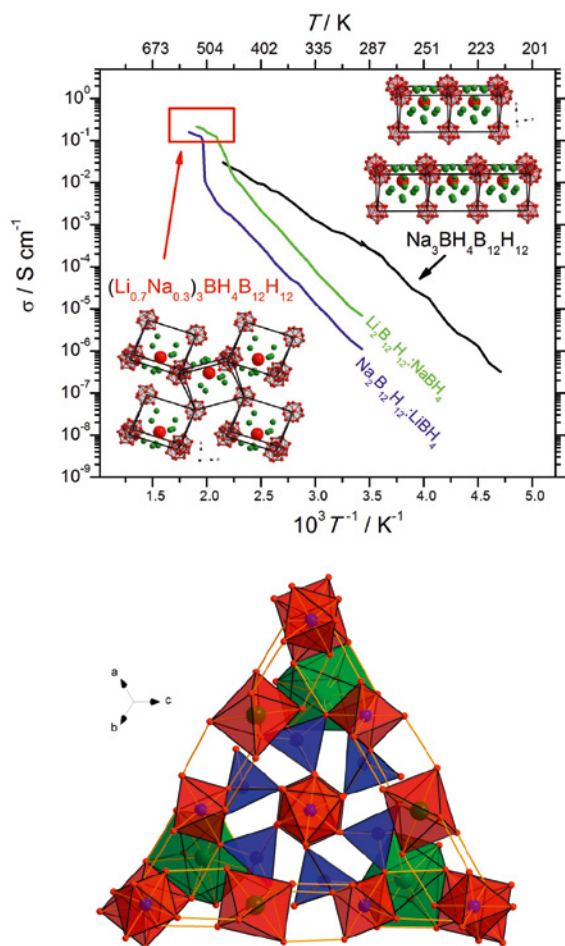 T / K
673 504 402 335 287 251 223 201
10⁰
10⁻¹
10⁻²
10⁻³
10⁻⁴
10⁻⁵
10⁻⁶
10⁻⁷
10⁻⁸
10⁻⁹
σ / S cm⁻¹
Na₃BH₄B₁₂H₁₂
(Li₀.₇Na₀.₃)₃BH₄B₁₂H₁₂
Li₂B₁₂H₁₂:NaBH₄
Na₂B₁₂H₁₂:LiBH₄
1.5 2.0 2.5 3.0 3.5 4.0 4.5 5.0
10³ T⁻¹ / K⁻¹
a
c
b